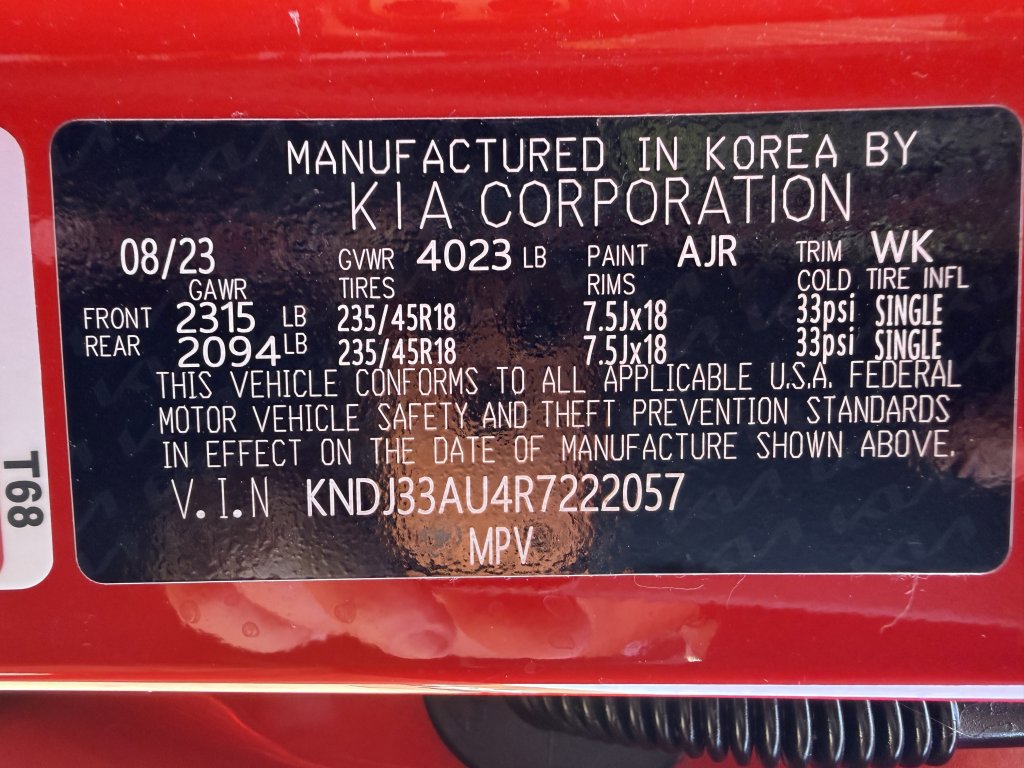 MANUFACTURED IN KOREA BY
KIA CORPORATION
08/23 GVWR 4023 LB PAINT AJR TRIM WK
GAWR TIRES RIMS COLD TIRE INFL
FRONT 2315 LB 235/45R18 7.5Jx18 33psi SINGLE
REAR 2094 LB 235/45R18 7.5Jx18 33psi SINGLE
THIS VEHICLE CONFORMS TO ALL APPLICABLE U.S.A. FEDERAL
MOTOR VEHICLE SAFETY AND THEFT PREVENTION STANDARDS
IN EFFECT ON THE DATE OF MANUFACTURE SHOWN ABOVE.
V.I.N KNDJ33AU4R7222057
MPV
T68